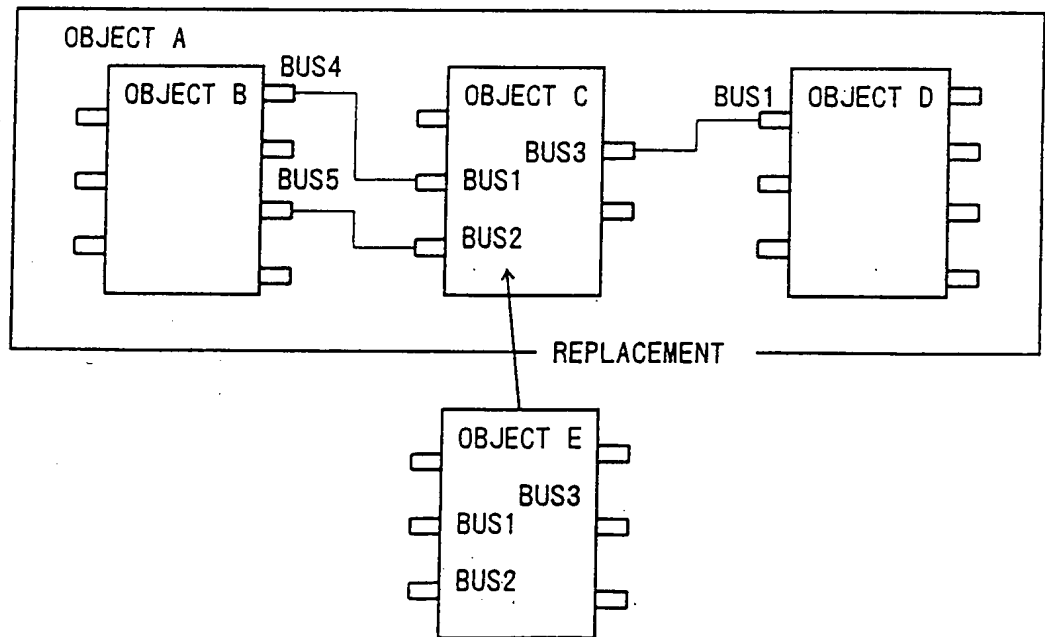 OBJECT A
BUS4
OBJECT B
BUS5
OBJECT C
BUS3
BUS1
BUS2
BUS1
OBJECT D
REPLACEMENT
OBJECT E
BUS3
BUS1
BUS2